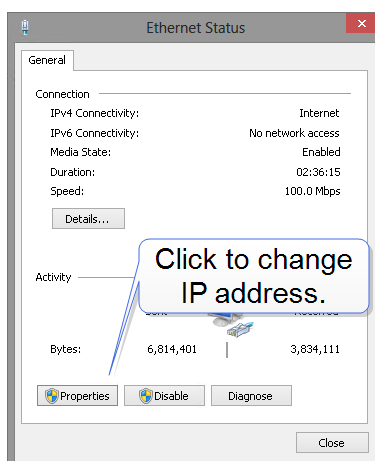 Ethernet Status
General
Connection
IPv4 Connectivity: Internet
IPv6 Connectivity: No network access
Media State: Enabled
Duration: 02:36:15
Speed: 100.0 Mbps
Details...
Click to change
IP address.
Activity
Sent Received
Bytes: 6,814,401 3,834,111
Properties Disable Diagnose
Close